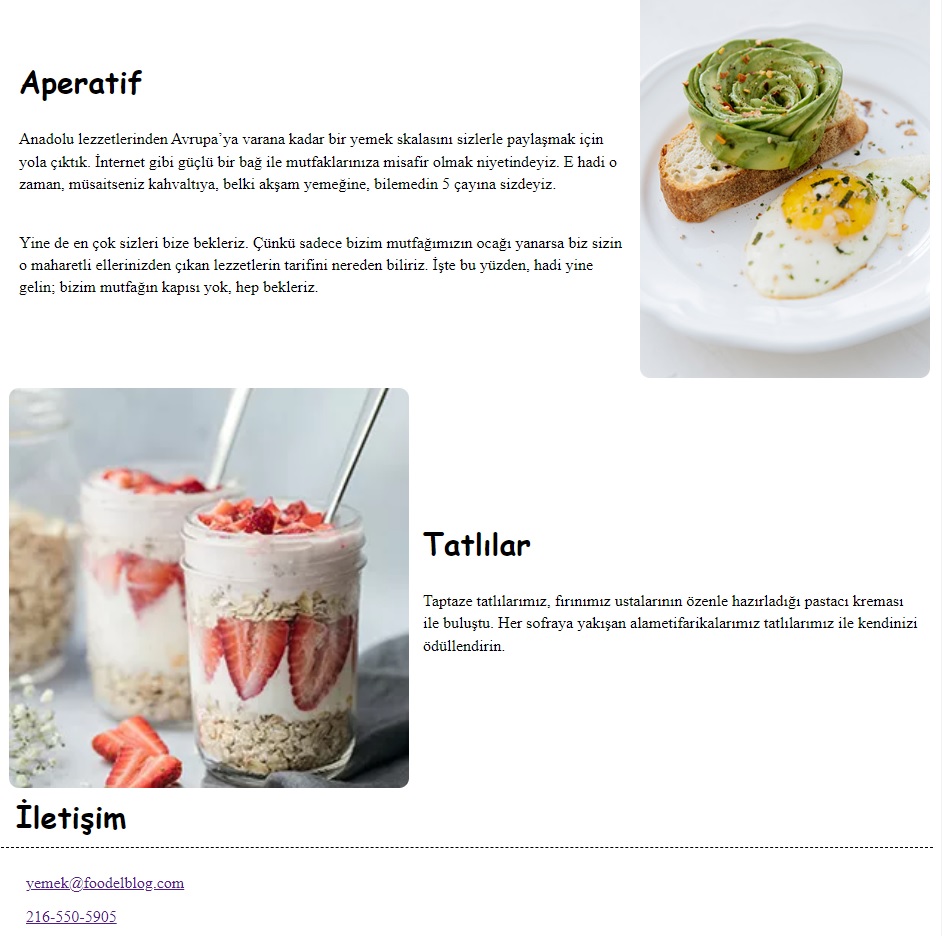 Aperatif
Anadolu lezzetlerinden Avrupa’ya varana kadar bir yemek skalasını sizlerle paylaşmak için
yola çıktık. İnternet gibi güçlü bir bağ ile mutfaklarınıza misafir olmak niyetindeyiz. E hadi o
zaman, müsaitseniz kahvaltıya, belki akşam yemeğine, bilemedin 5 çayına sizdeyiz.
Yine de en çok sizleri bize bekleriz. Çünkü sadece bizim mutfağımızın ocağı yanarsa biz sizin
o maharetli ellerinizden çıkan lezzetlerin tarifini nereden biliriz. İşte bu yüzden, hadi yine
gelin; bizim mutfağın kapısı yok, hep bekleriz.
Tatlılar
Taptaze tatlılarımız, fırınımız ustalarının özenle hazırladığı pastacı kreması
ile buluştu. Her sofraya yakışan alametifarikalarımız tatlılarımız ile kendinizi
ödüllendirin.
İletişim
yemek@foodelblog.com
216-550-5905